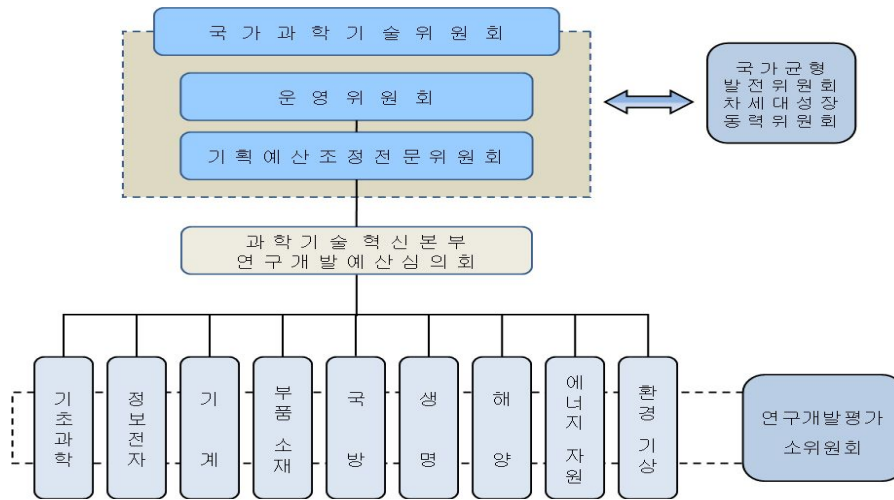 국가과학기술위원회
운영위원회
기획예산조정전문위원회
국가균형
발전위원회
차세대성장
동력위원회
과학기술혁신본부
연구개발예산심의회
기초과학
정보전자
기계
부품 소재
국방
생명
해양
에너지 자원
환경 기상
연구개발평가
소위원회